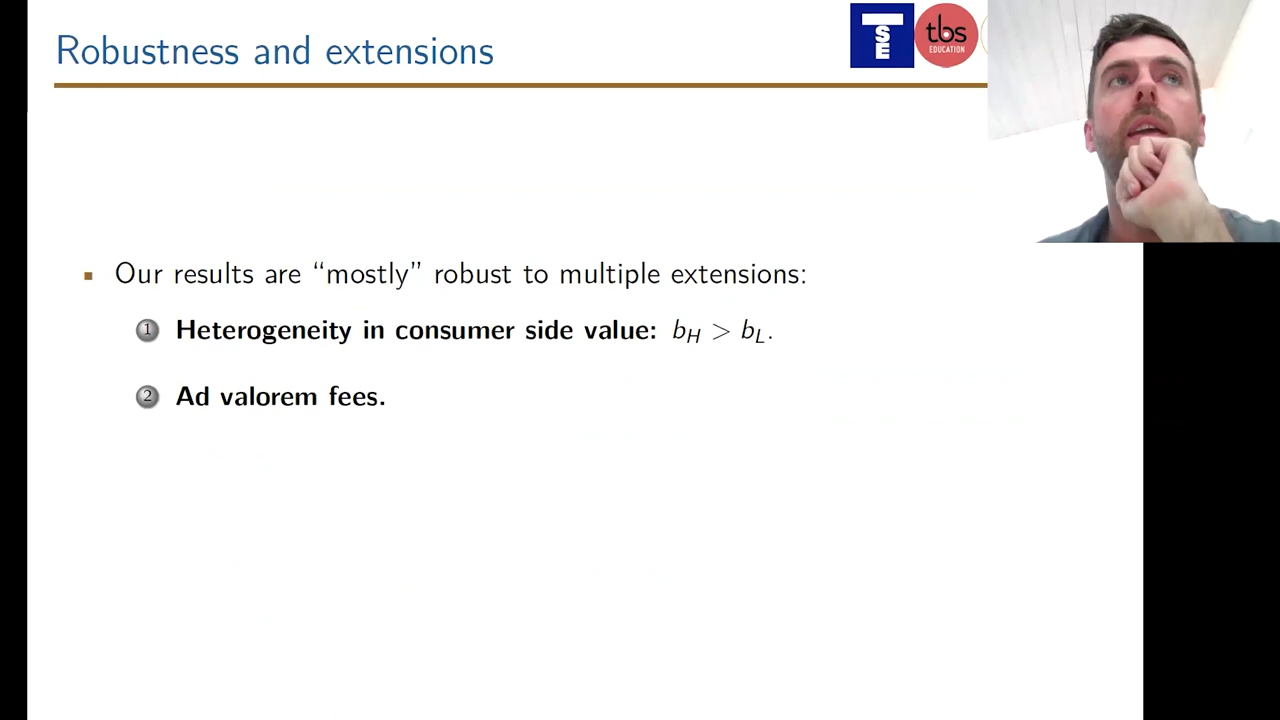 Robustness and extensions
TSE
tbs
EDUCATION
▪ Our results are “mostly” robust to multiple extensions:
1 Heterogeneity in consumer side value: b_H > b_L.
2 Ad valorem fees.